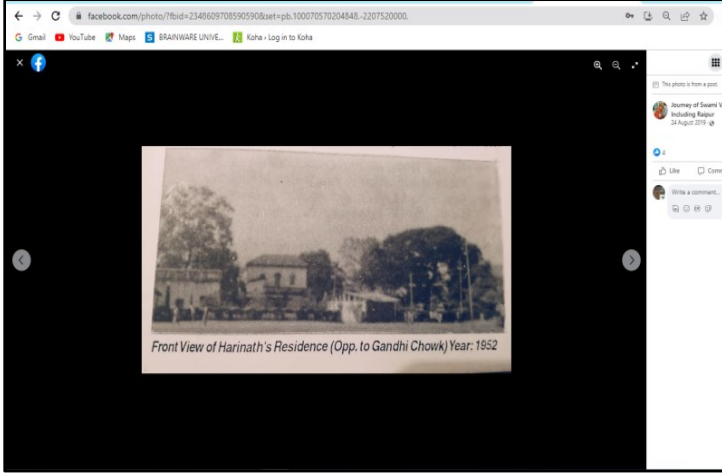 facebook.com/photo/?fbid=2348609708590590&set=pb.100070570204848.-2207520000.
Gmail
YouTube
Maps
BRAINWARE UNIVE...
Koha › Log in to Koha
This photo is from a post.
Journey of Swami V
Including Raipur
24 August 2019
4
Like
Comm
Write a comment...
Front View of Harinath's Residence (Opp. to Gandhi Chowk) Year: 1952